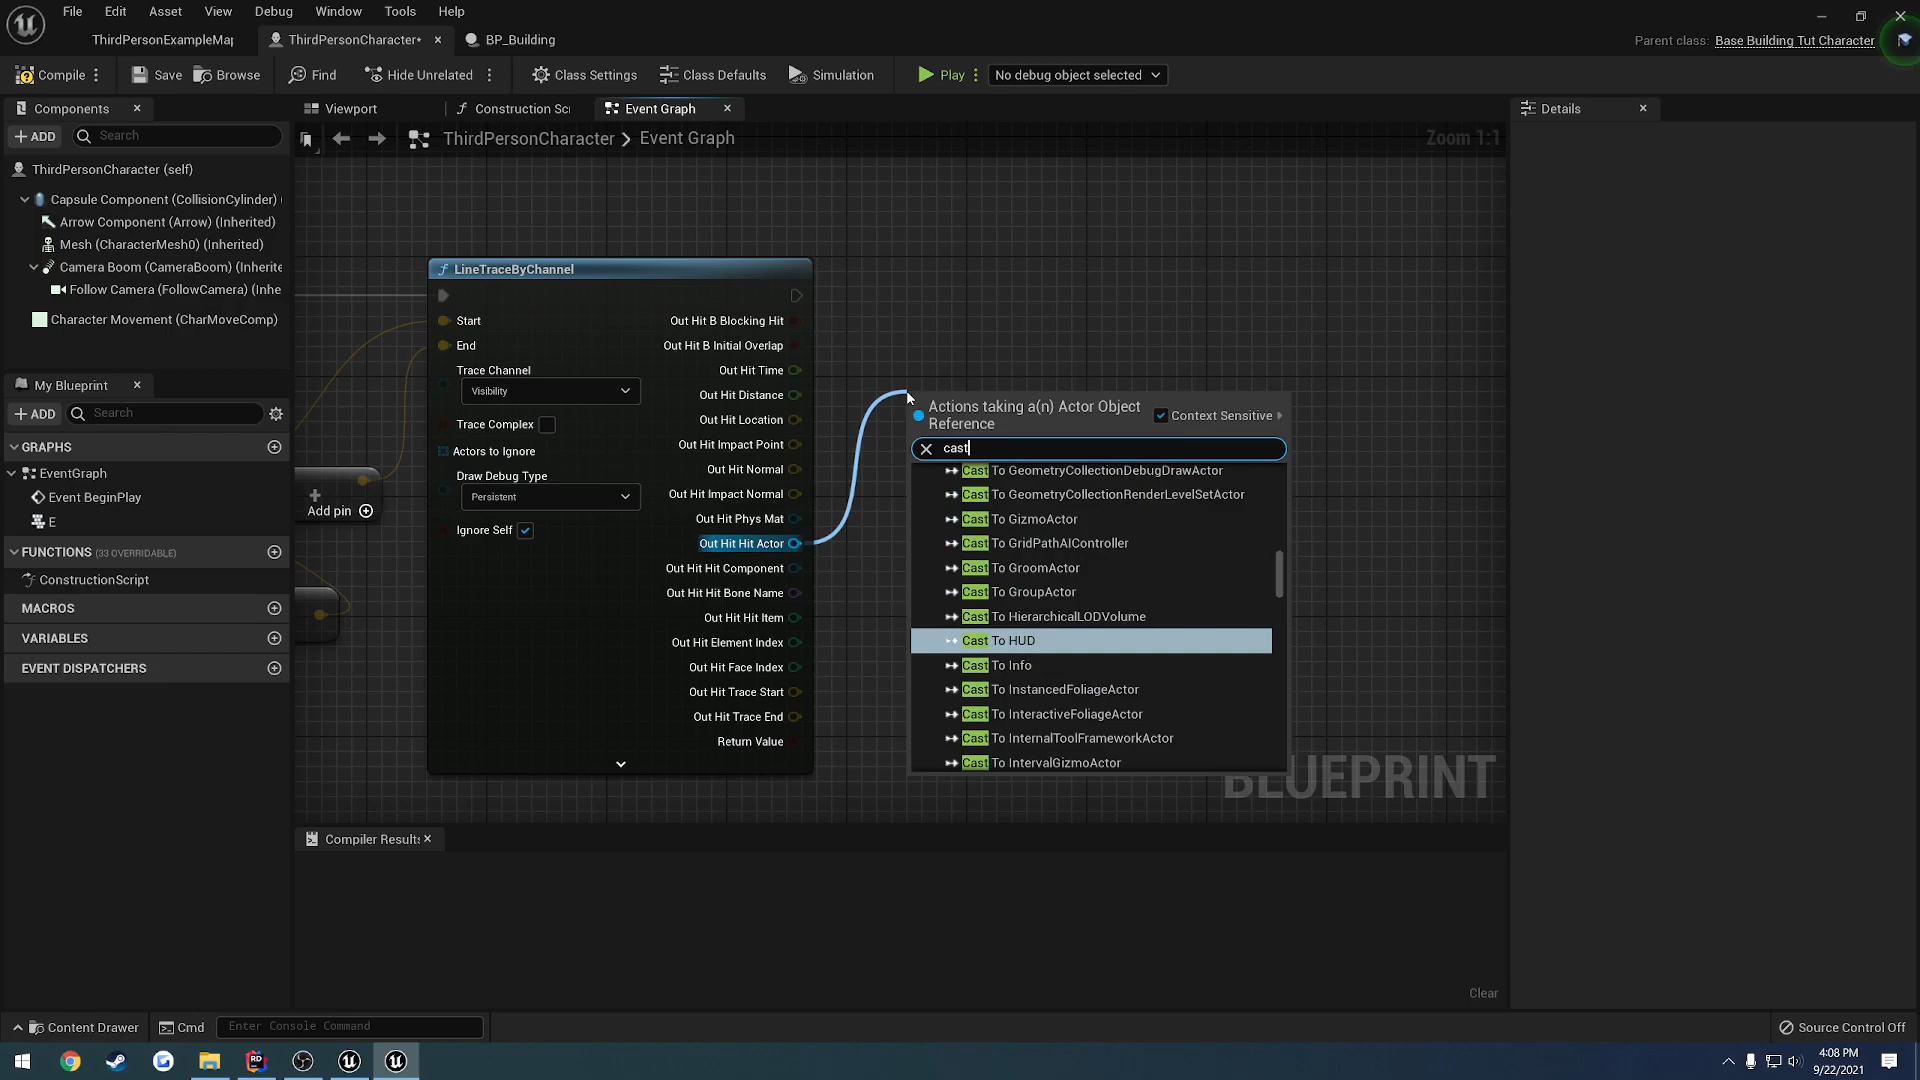 File Edit Asset View Debug Window Tools Help
ThirdPersonExampleMap ThirdPersonCharacter* BP_Building
Parent class: Base Building Tut Character
Compile Save Browse Find Hide Unrelated Class Settings Class Defaults Simulation Play No debug object selected
Components Viewport Construction Scr Event Graph Details
+ ADD Search
ThirdPersonCharacter > Event Graph
Zoom 1:1
ThirdPersonCharacter (self)
Capsule Component (CollisionCylinder) (
Arrow Component (Arrow) (Inherited)
Mesh (CharacterMesh0) (Inherited)
Camera Boom (CameraBoom) (Inherite
Follow Camera (FollowCamera) (Inhe
Character Movement (CharMoveComp)
My Blueprint
+ ADD Search
GRAPHS
EventGraph
Event BeginPlay
E
FUNCTIONS (33 OVERRIDABLE)
ConstructionScript
MACROS
VARIABLES
EVENT DISPATCHERS
Add pin
LineTraceByChannel
Start
End
Trace Channel
Visibility
Trace Complex
Actors to Ignore
Draw Debug Type
Persistent
Ignore Self
Out Hit B Blocking Hit
Out Hit B Initial Overlap
Out Hit Time
Out Hit Distance
Out Hit Location
Out Hit Impact Point
Out Hit Normal
Out Hit Impact Normal
Out Hit Phys Mat
Out Hit Hit Actor
Out Hit Hit Component
Out Hit Hit Bone Name
Out Hit Hit Item
Out Hit Element Index
Out Hit Face Index
Out Hit Trace Start
Out Hit Trace End
Return Value
Actions taking a(n) Actor Object
Reference
Context Sensitive
cast
Cast To GeometryCollectionDebugDrawActor
Cast To GeometryCollectionRenderLevelSetActor
Cast To GizmoActor
Cast To GridPathAIController
Cast To GroomActor
Cast To GroupActor
Cast To HierarchicalLODVolume
Cast To HUD
Cast To Info
Cast To InstancedFoliageActor
Cast To InteractiveFoliageActor
Cast To InternalToolFrameworkActor
Cast To IntervalGizmoActor
BLUEPRINT
Compiler Results
Clear
Content Drawer Cmd Enter Console Command
Source Control Off
4:08 PM
9/22/2021